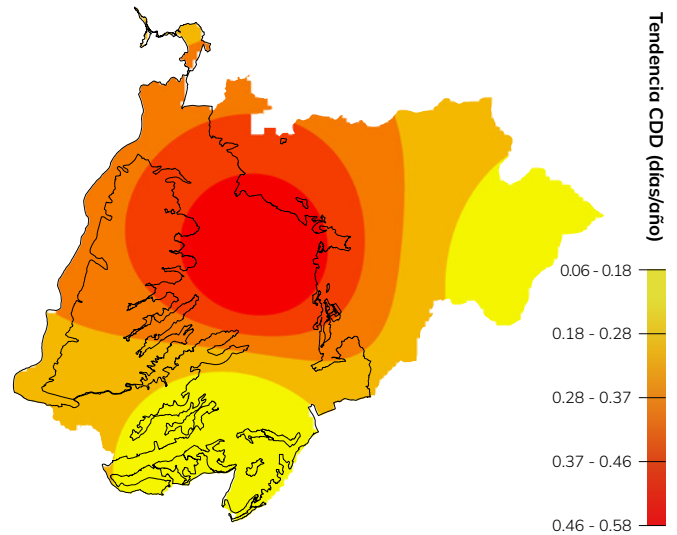 Tendencia CDD (días/año)
0.06 - 0.18
0.18 - 0.28
0.28 - 0.37
0.37 - 0.46
0.46 - 0.58